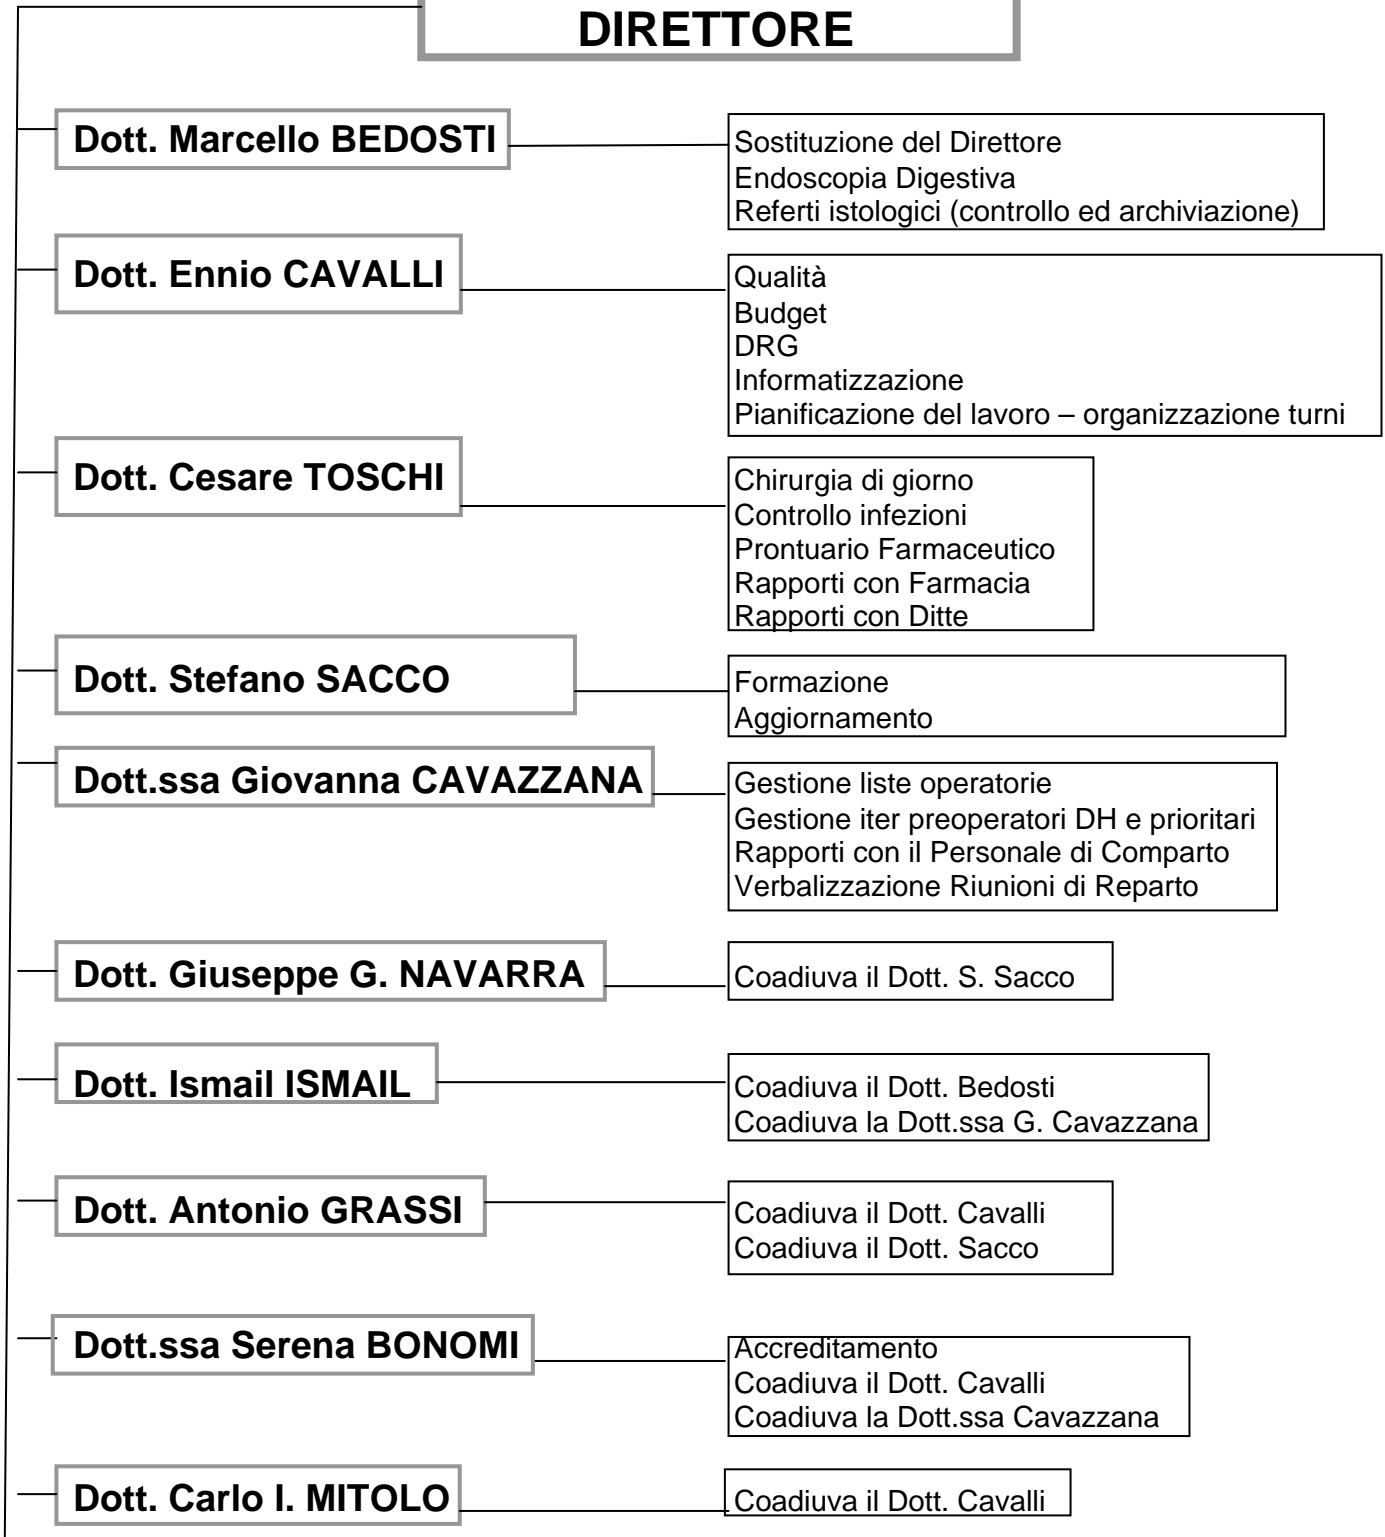 DIRETTORE
Dott. Marcello BEDOSTI
Sostituzione del Direttore
Endoscopia Digestiva
Referti istologici (controllo ed archiviazione)
Dott. Ennio CAVALLI
Qualità
Budget
DRG
Informatizzazione
Pianificazione del lavoro – organizzazione turni
Dott. Cesare TOSCHI
Chirurgia di giorno
Controllo infezioni
Prontuario Farmaceutico
Rapporti con Farmacia
Rapporti con Ditte
Dott. Stefano SACCO
Formazione
Aggiornamento
Dott.ssa Giovanna CAVAZZANA
Gestione liste operatorie
Gestione iter preoperatori DH e prioritari
Rapporti con il Personale di Comparto
Verbalizzazione Riunioni di Reparto
Dott. Giuseppe G. NAVARRA
Coadiuva il Dott. S. Sacco
Dott. Ismail ISMAIL
Coadiuva il Dott. Bedosti
Coadiuva la Dott.ssa G. Cavazzana
Dott. Antonio GRASSI
Coadiuva il Dott. Cavalli
Coadiuva il Dott. Sacco
Dott.ssa Serena BONOMI
Accreditamento
Coadiuva il Dott. Cavalli
Coadiuva la Dott.ssa Cavazzana
Dott. Carlo I. MITOLO
Coadiuva il Dott. Cavalli